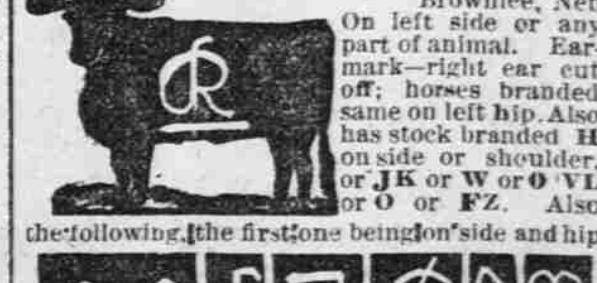 Brownlee, Neb
On left side or any
part of animal. Ear-
mark—right ear cut
off; horses branded
same on left hip. Also
has stock branded H
on side or shoulder,
or JK or W or O VL
or O or FZ. Also
the following, the first one being on side and hip